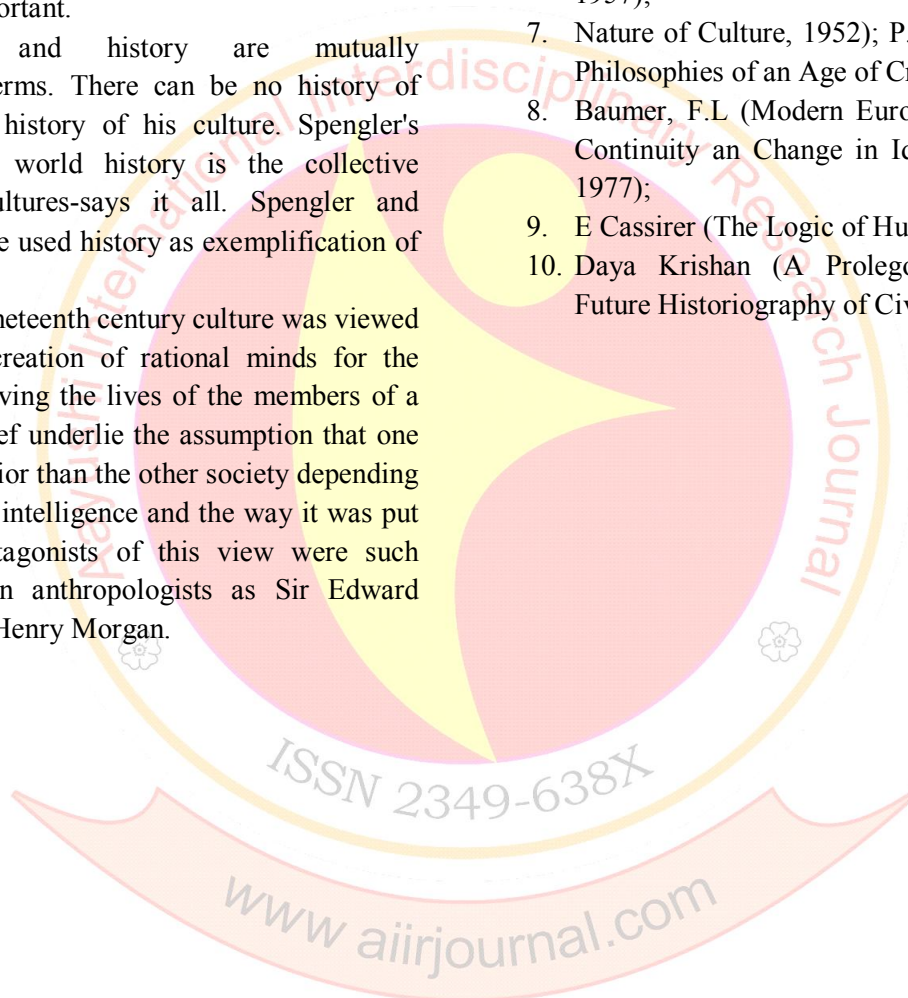 ortant.
and history are mutually
erms. There can be no history of
history of his culture. Spengler's
world history is the collective
ultures-says it all. Spengler and
e used history as exemplification of
neteenth century culture was viewed
creation of rational minds for the
ving the lives of the members of a
ef underlie the assumption that one
ior than the other society depending
intelligence and the way it was put
tagonists of this view were such
n anthropologists as Sir Edward
Henry Morgan.
1957);
7. Nature of Culture, 1952); P.
Philosophies of an Age of Cr
8. Baumer, F.L (Modern Euro
Continuity an Change in Id
1977);
9. E Cassirer (The Logic of Hu
10. Daya Krishan (A Prolego
Future Historiography of Civ
Aayushi International Interdisciplinary Research Journal
ISSN 2349-638X
www aiirjournal.com